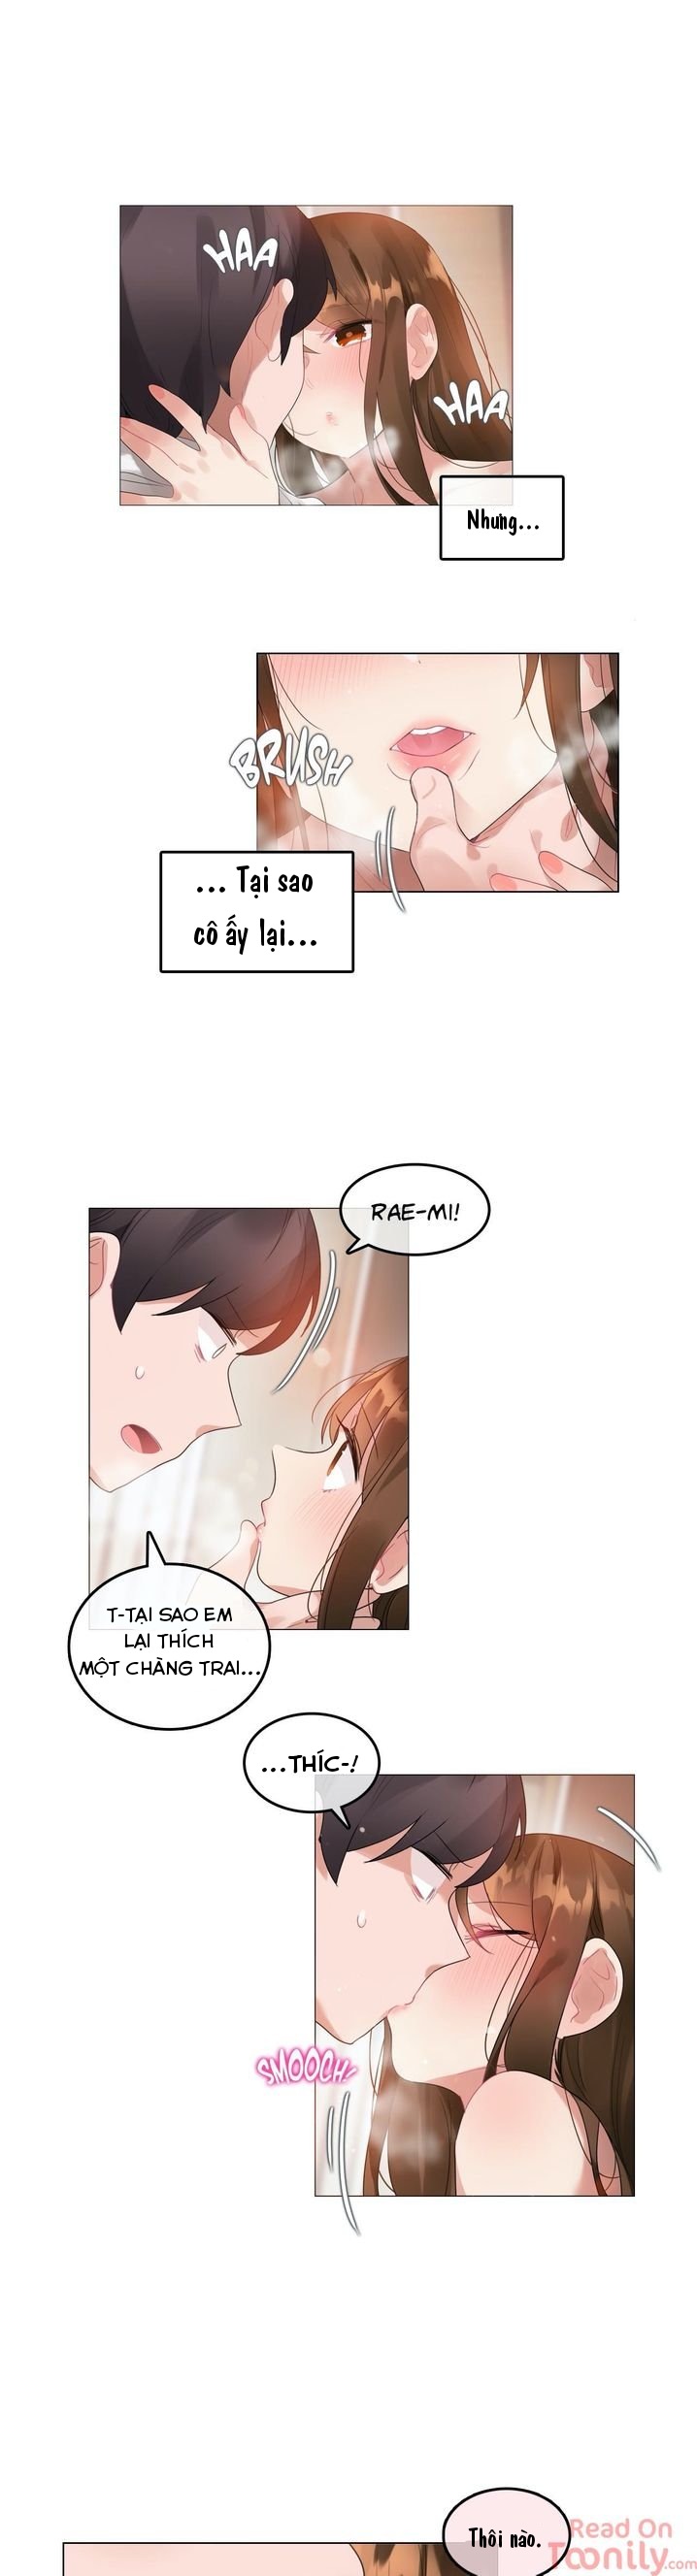 HAA
HAA
Nhưng...
BRUSH
... Tại sao
cô ấy lại...
RAE-MI!
T-TẠI SAO EM
LẠI THÍCH
MỘT CHÀNG TRAI...
...THÍC-!
SMOOCH!
Thôi nào.
Read On
Toonily.com